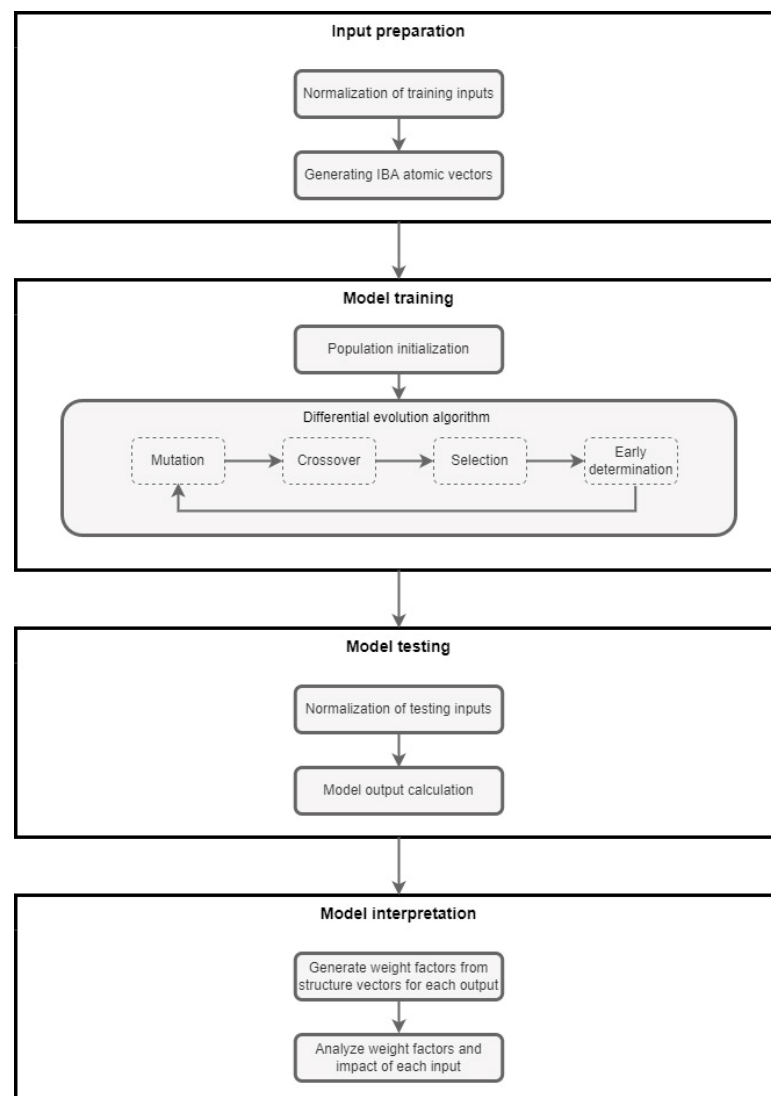 Input preparation
Normalization of training inputs
Generating IBA atomic vectors
Model training
Population initialization
Differential evolution algorithm
Mutation
Crossover
Selection
Early
determination
Model testing
Normalization of testing inputs
Model output calculation
Model interpretation
Generate weight factors from
structure vectors for each output
Analyze weight factors and
impact of each input